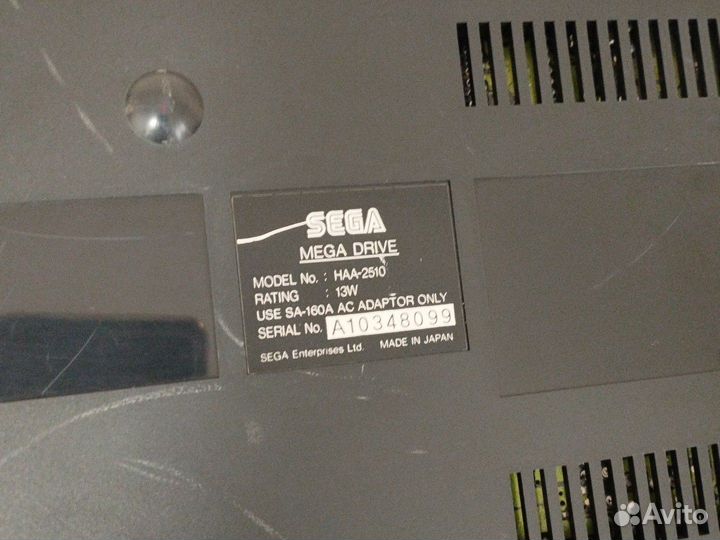 SEGA
MEGA DRIVE
MODEL No. : HAA-2510
RATING : 13W
USE SA-160A AC ADAPTOR ONLY
SERIAL No. A10348099
SEGA Enterprises Ltd. MADE IN JAPAN
Avito